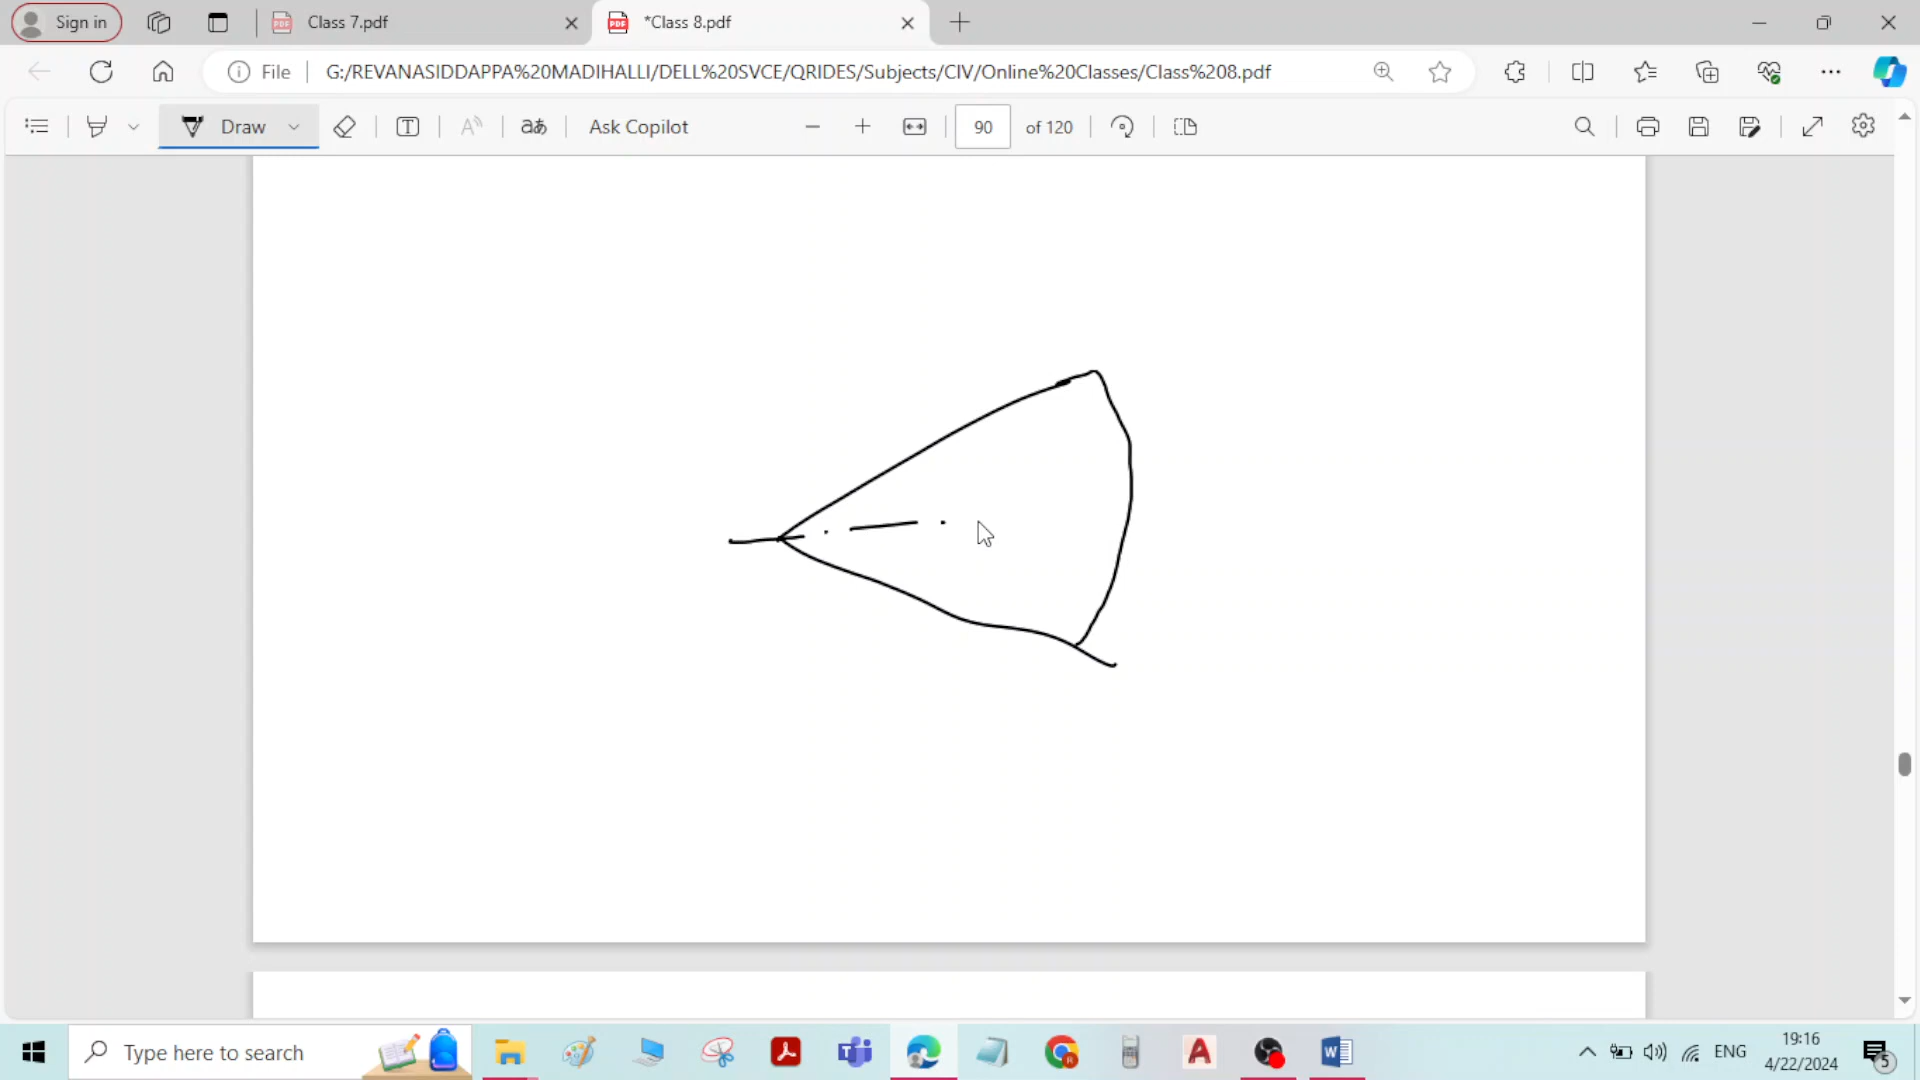 Sign in
Class 7.pdf
*Class 8.pdf
File
G:/REVANASIDDAPPA%20MADIHALLI/DELL%20SVCE/QRIDES/Subjects/CIV/Online%20Classes/Class%208.pdf
Draw
Ask Copilot
90
of 120
Type here to search
ENG
19:16
4/22/2024
5